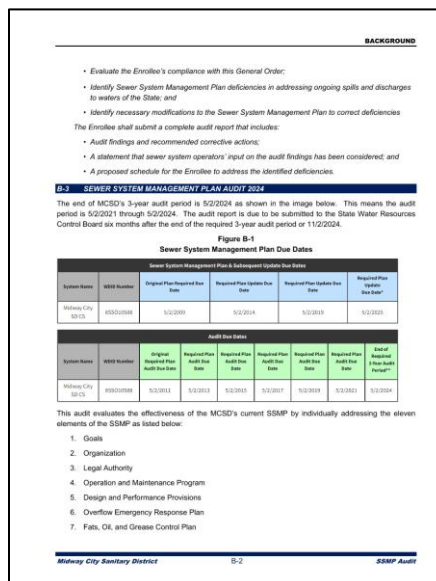 BACKGROUND
• Evaluate the Enrollee's compliance with this General Order;
• Identify Sewer System Management Plan deficiencies in addressing ongoing spills and discharges
to waters of the State; and
• Identify necessary modifications to the Sewer System Management Plan to correct deficiencies
The Enrollee shall submit a complete audit report that includes:
• Audit findings and recommended corrective actions;
• A statement that sewer system operators' input on the audit findings has been considered; and
• A proposed schedule for the Enrollee to address the identified deficiencies.
B-3 SEWER SYSTEM MANAGEMENT PLAN AUDIT 2024
The end of MCSD's 3-year audit period is 5/2/2024 as shown in the image below. This means the audit
period is 5/2/2021 through 5/2/2024. The audit report is due to be submitted to the State Water Resources
Control Board six months after the end of the required 3-year audit period or 11/2/2024.
Figure B-1
Sewer System Management Plan Due Dates
Sewer System Management Plan & Subsequent Update Due Dates
System Name WDID Number Original Plan Required Due Date Required Plan Update Due Date Required Plan Update Due Date Required Plan Update Due Date*
Midway City SD CS 8SSO10588 5/2/2009 5/2/2014 5/2/2019 5/2/2025
Audit Due Dates
System Name WDID Number Original Required Plan Audit Due Date Required Plan Audit Due Date Required Plan Audit Due Date Required Plan Audit Due Date Required Plan Audit Due Date Required Plan Audit Due Date End of Required 3-Year Audit Period**
Midway City SD CS 8SSO10588 5/2/2011 5/2/2013 5/2/2015 5/2/2017 5/2/2019 5/2/2021 5/2/2024
This audit evaluates the effectiveness of the MCSD's current SSMP by individually addressing the eleven
elements of the SSMP as listed below:
1. Goals
2. Organization
3. Legal Authority
4. Operation and Maintenance Program
5. Design and Performance Provisions
6. Overflow Emergency Response Plan
7. Fats, Oil, and Grease Control Plan
Midway City Sanitary District B-2 SSMP Audit